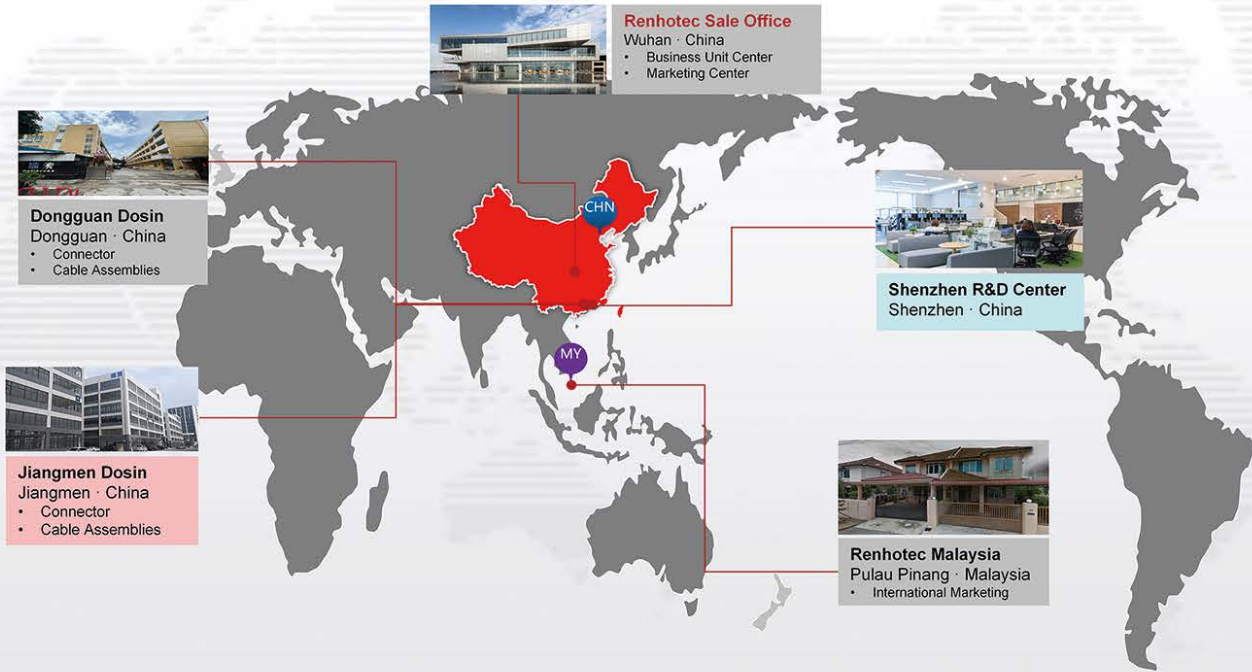 Renhotec Sale Office
Wuhan · China
• Business Unit Center
• Marketing Center
Dongguan Dosin
Dongguan · China
• Connector
• Cable Assemblies
CHN
Shenzhen R&D Center
Shenzhen · China
MY
Jiangmen Dosin
Jiangmen · China
• Connector
• Cable Assemblies
Renhotec Malaysia
Pulau Pinang · Malaysia
• International Marketing